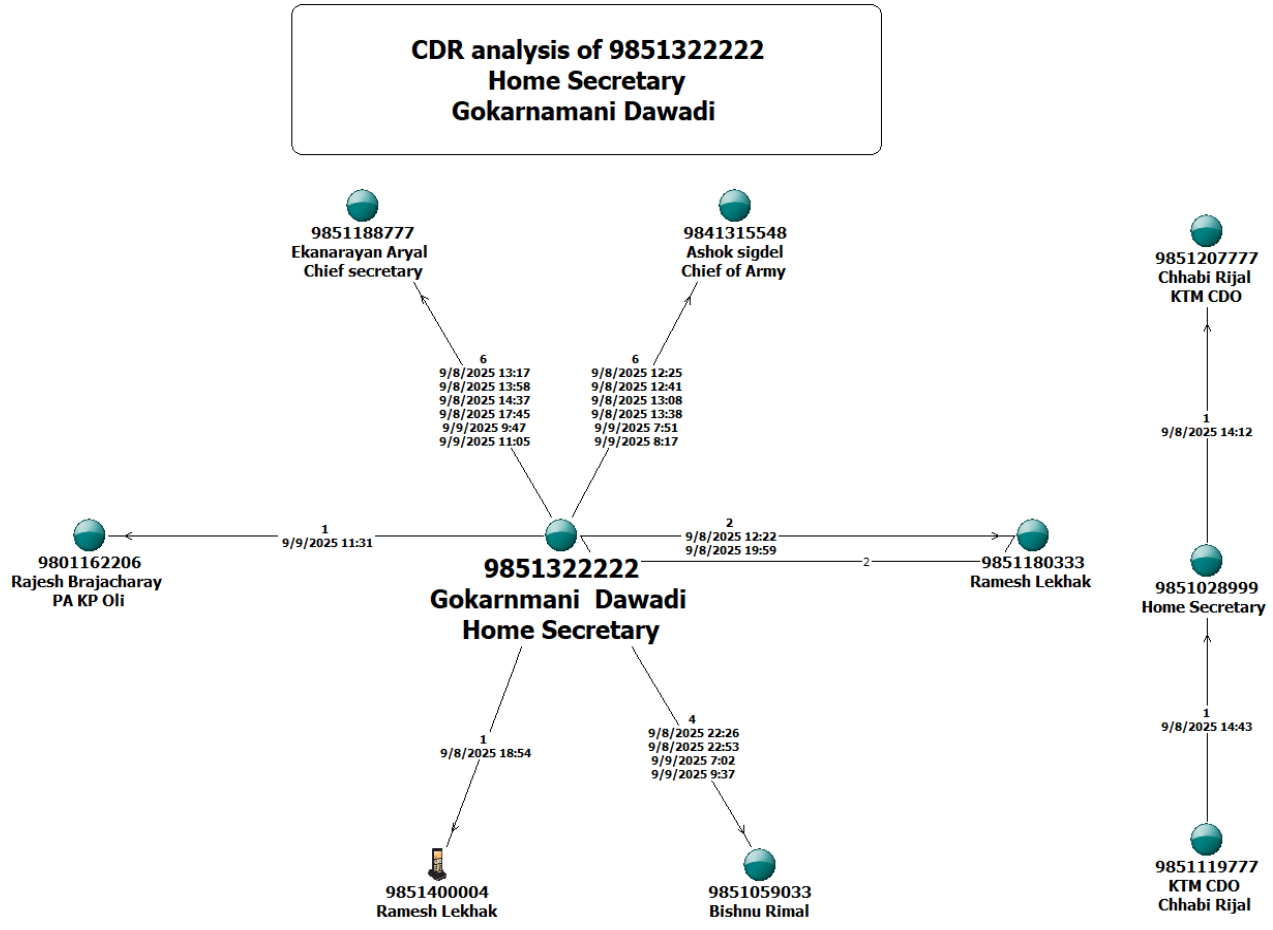 CDR analysis of 9851322222
Home Secretary
Gokarnamani Dawadi
9851188777
Ekanarayan Aryal
Chief secretary
9841315548
Ashok sigdel
Chief of Army
9851207777
Chhabi Rijal
KTM CDO
6
9/8/2025 13:17
9/8/2025 13:58
9/8/2025 14:37
9/8/2025 17:45
9/9/2025 9:47
9/9/2025 11:05
6
9/8/2025 12:25
9/8/2025 12:41
9/8/2025 13:08
9/8/2025 13:38
9/9/2025 7:51
9/9/2025 8:17
1
9/8/2025 14:12
1
9/9/2025 11:31
2
9/8/2025 12:22
9/8/2025 19:59
2
9801162206
Rajesh Brajacharay
PA KP Oli
9851322222
Gokarnmani  Dawadi
Home Secretary
9851180333
Ramesh Lekhak
9851028999
Home Secretary
1
9/8/2025 18:54
4
9/8/2025 22:26
9/8/2025 22:53
9/9/2025 7:02
9/9/2025 9:37
1
9/8/2025 14:43
9851400004
Ramesh Lekhak
9851059033
Bishnu Rimal
9851119777
KTM CDO
Chhabi Rijal